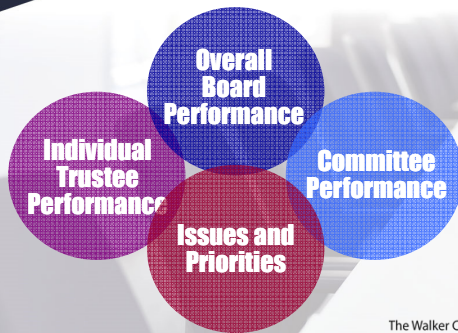 Overall
Board
Performance
Individual
Trustee
Performance
Committee
Performance
Issues and
Priorities
The Walker C